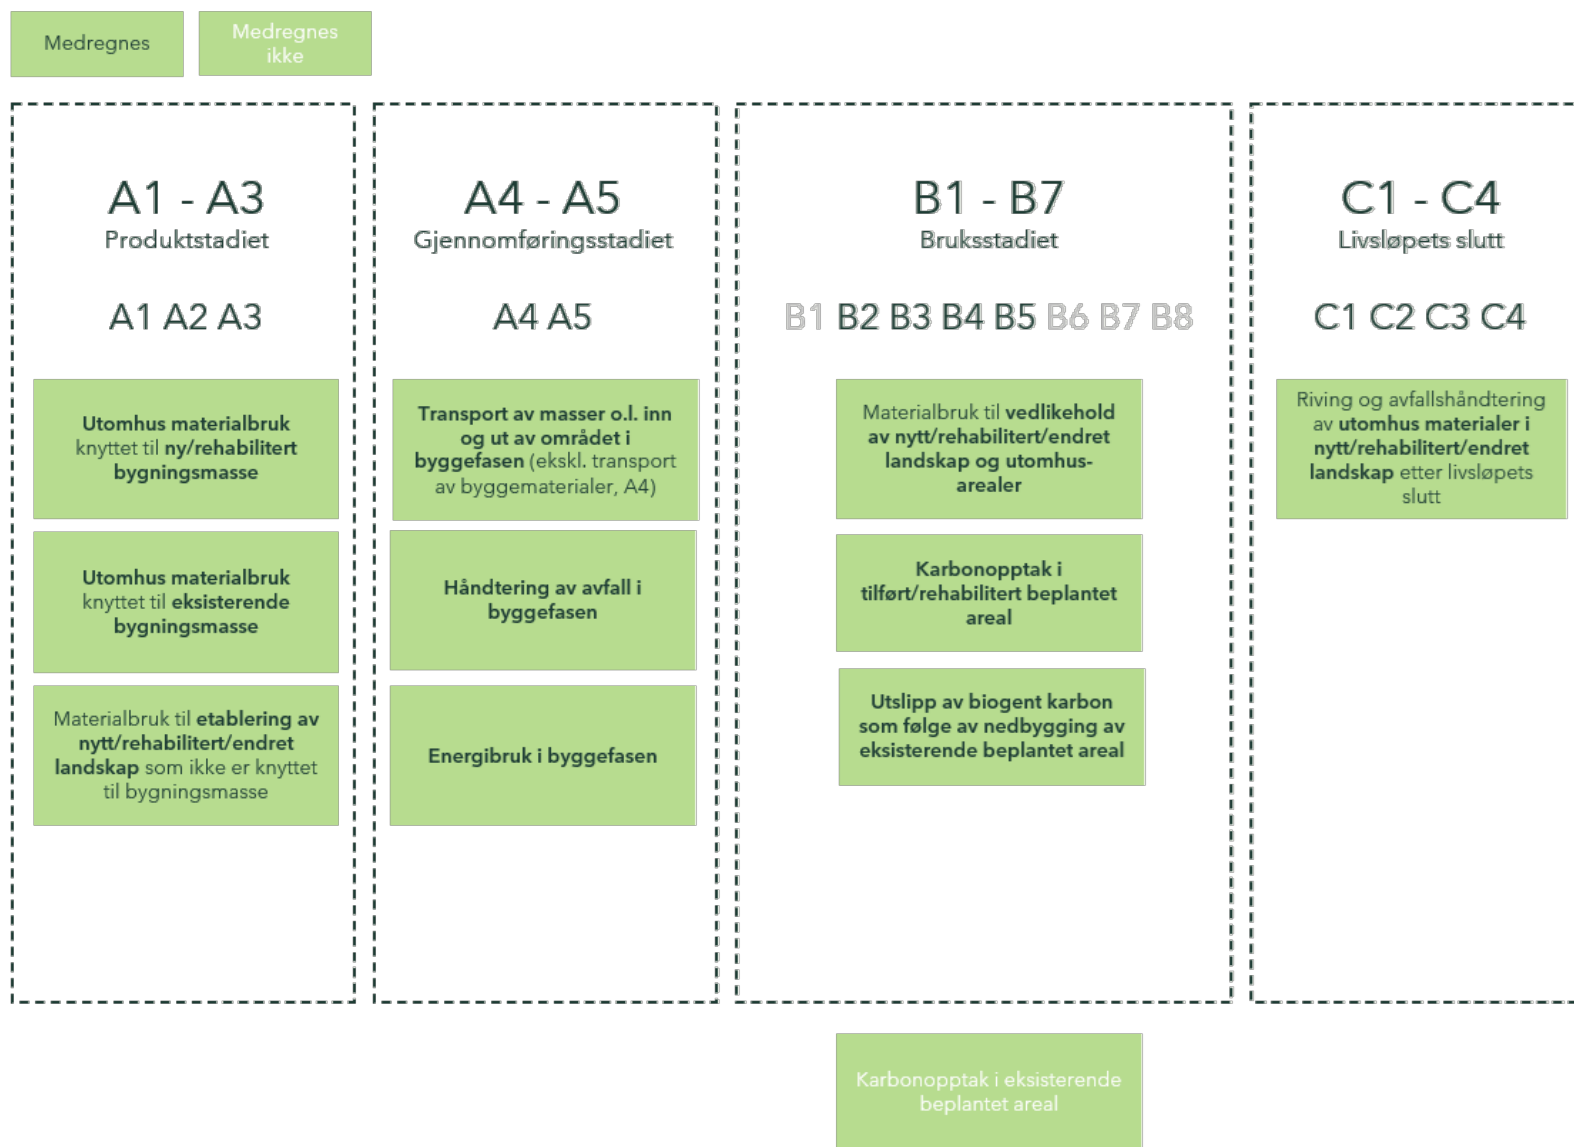 Medregnes
Medregnes
ikke
A1 - A3
Produktstadiet
A1 A2 A3
Utomhus materialbruk
knyttet til ny/rehabilitert
bygningsmasse
Utomhus materialbruk
knyttet til eksisterende
bygningsmasse
Materialbruk til etablering av
nytt/rehabilitert/endret
landskap som ikke er knyttet
til bygningsmasse
A4 - A5
Gjennomføringsstadiet
A4 A5
Transport av masser o.l. inn
og ut av området i
byggefasen (ekskl. transport
av byggematerialer, A4)
Håndtering av avfall i
byggefasen
Energibruk i byggefasen
B1 - B7
Bruksstadiet
B1 B2 B3 B4 B5 B6 B7 B8
Materialbruk til vedlikehold
av nytt/rehabilitert/endret
landskap og utomhus-
arealer
Karbonopptak i
tilført/rehabilitert beplantet
areal
Utslipp av biogent karbon
som følge av nedbygging av
eksisterende beplantet areal
C1 - C4
Livsløpets slutt
C1 C2 C3 C4
Riving og avfallshåndtering
av utomhus materialer i
nytt/rehabilitert/endret
landskap etter livsløpets
slutt
Karbonopptak i eksisterende
beplantet areal